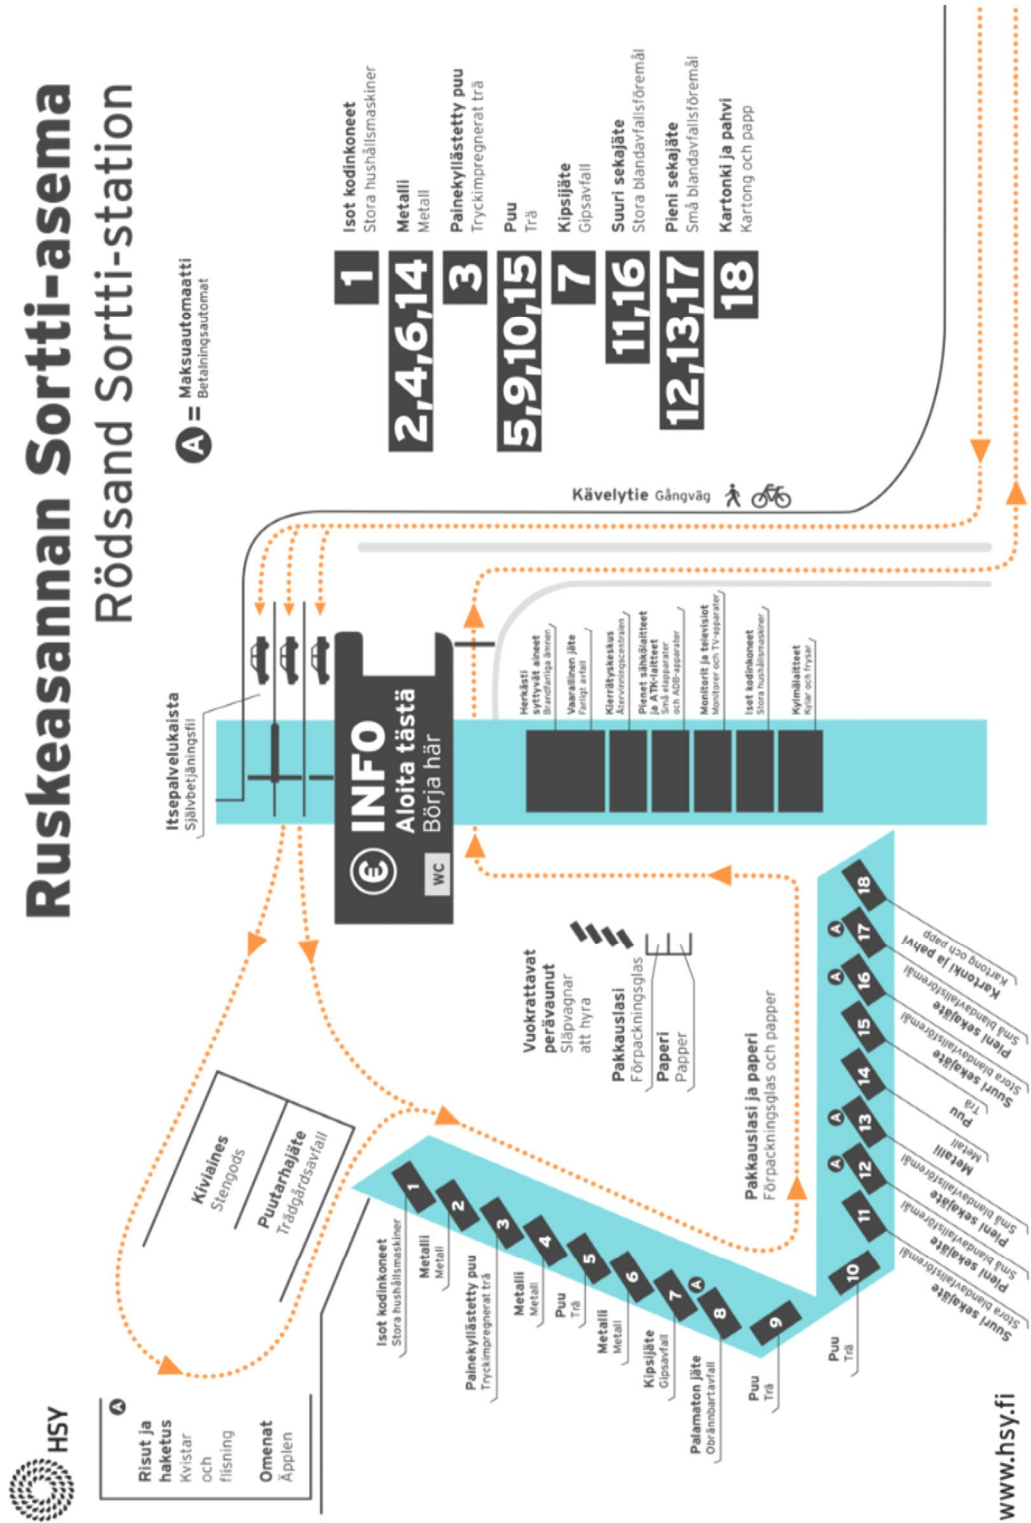 Ruskeasannan Sortti-asema
Rödsand Sortti-station
HSY
A = Maksuautomaatti
Betalningsautomat
1
Isot kodinkoneet
Stora hushållsmaskiner
2,4,6,14
Metalli
Metall
3
Painekyllästetty puu
Tryckimpregnerat trä
5,9,10,15
Puu
Trä
7
Kipsijäte
Gipsavfall
11,16
Suuri sekajäte
Stora blandavfallsföremål
12,13,17
Pieni sekajäte
Små blandavfallsföremål
18
Kartonki ja pahvi
Kartong och papp
Kävelytie Gångväg
Itsepalvelukaista
Självbetjäningsfil
€ INFO
Aloita tästä
Börja här
WC
Herkästi
syttyvät aineet
Brandfarliga ämnen
Vaarallinen jäte
Farligt avfall
Kierrätyskeskus
Återvinningscentralen
Pienet sähkölaitteet
ja ATK-laitteet
Små elapparater
och ADB-apparater
Monitorit ja televisiot
Monitorer och TV-apparater
Isot kodinkoneet
Stora hushållsmaskiner
Kylmälaitteet
Kylar och frysar
Kiviaines
Stengods
Puutarhajäte
Trädgårdsavfall
A
Risut ja
haketus
Kvistar
och
flisning
Omenat
Äpplen
Vuokrattavat
perävaunut
Släpvagnar
att hyra
Pakkauslasi
Förpackningsglas
Paperi
Papper
Pakkauslasi ja paperi
Förpackningsglas och papper
1
Isot kodinkoneet
Stora hushållsmaskiner
2
Metalli
Metall
3
Painekyllästetty puu
Tryckimpregnerat trä
4
Metalli
Metall
5
Puu
Trä
6
Metalli
Metall
7
Kipsijäte
Gipsavfall
A
8
Palamaton jäte
Obrännbart avfall
9
Puu
Trä
10
Puu
Trä
11
Suuri sekajäte
Stora blandavfallsföremål
A
12
Pieni sekajäte
Små blandavfallsföremål
A
13
Pieni sekajäte
Små blandavfallsföremål
14
Metalli
Metall
15
Puu
Trä
A
16
Suuri sekajäte
Stora blandavfallsföremål
A
17
Pieni sekajäte
Små blandavfallsföremål
18
Kartonki ja pahvi
Kartong och papp
www.hsy.fi